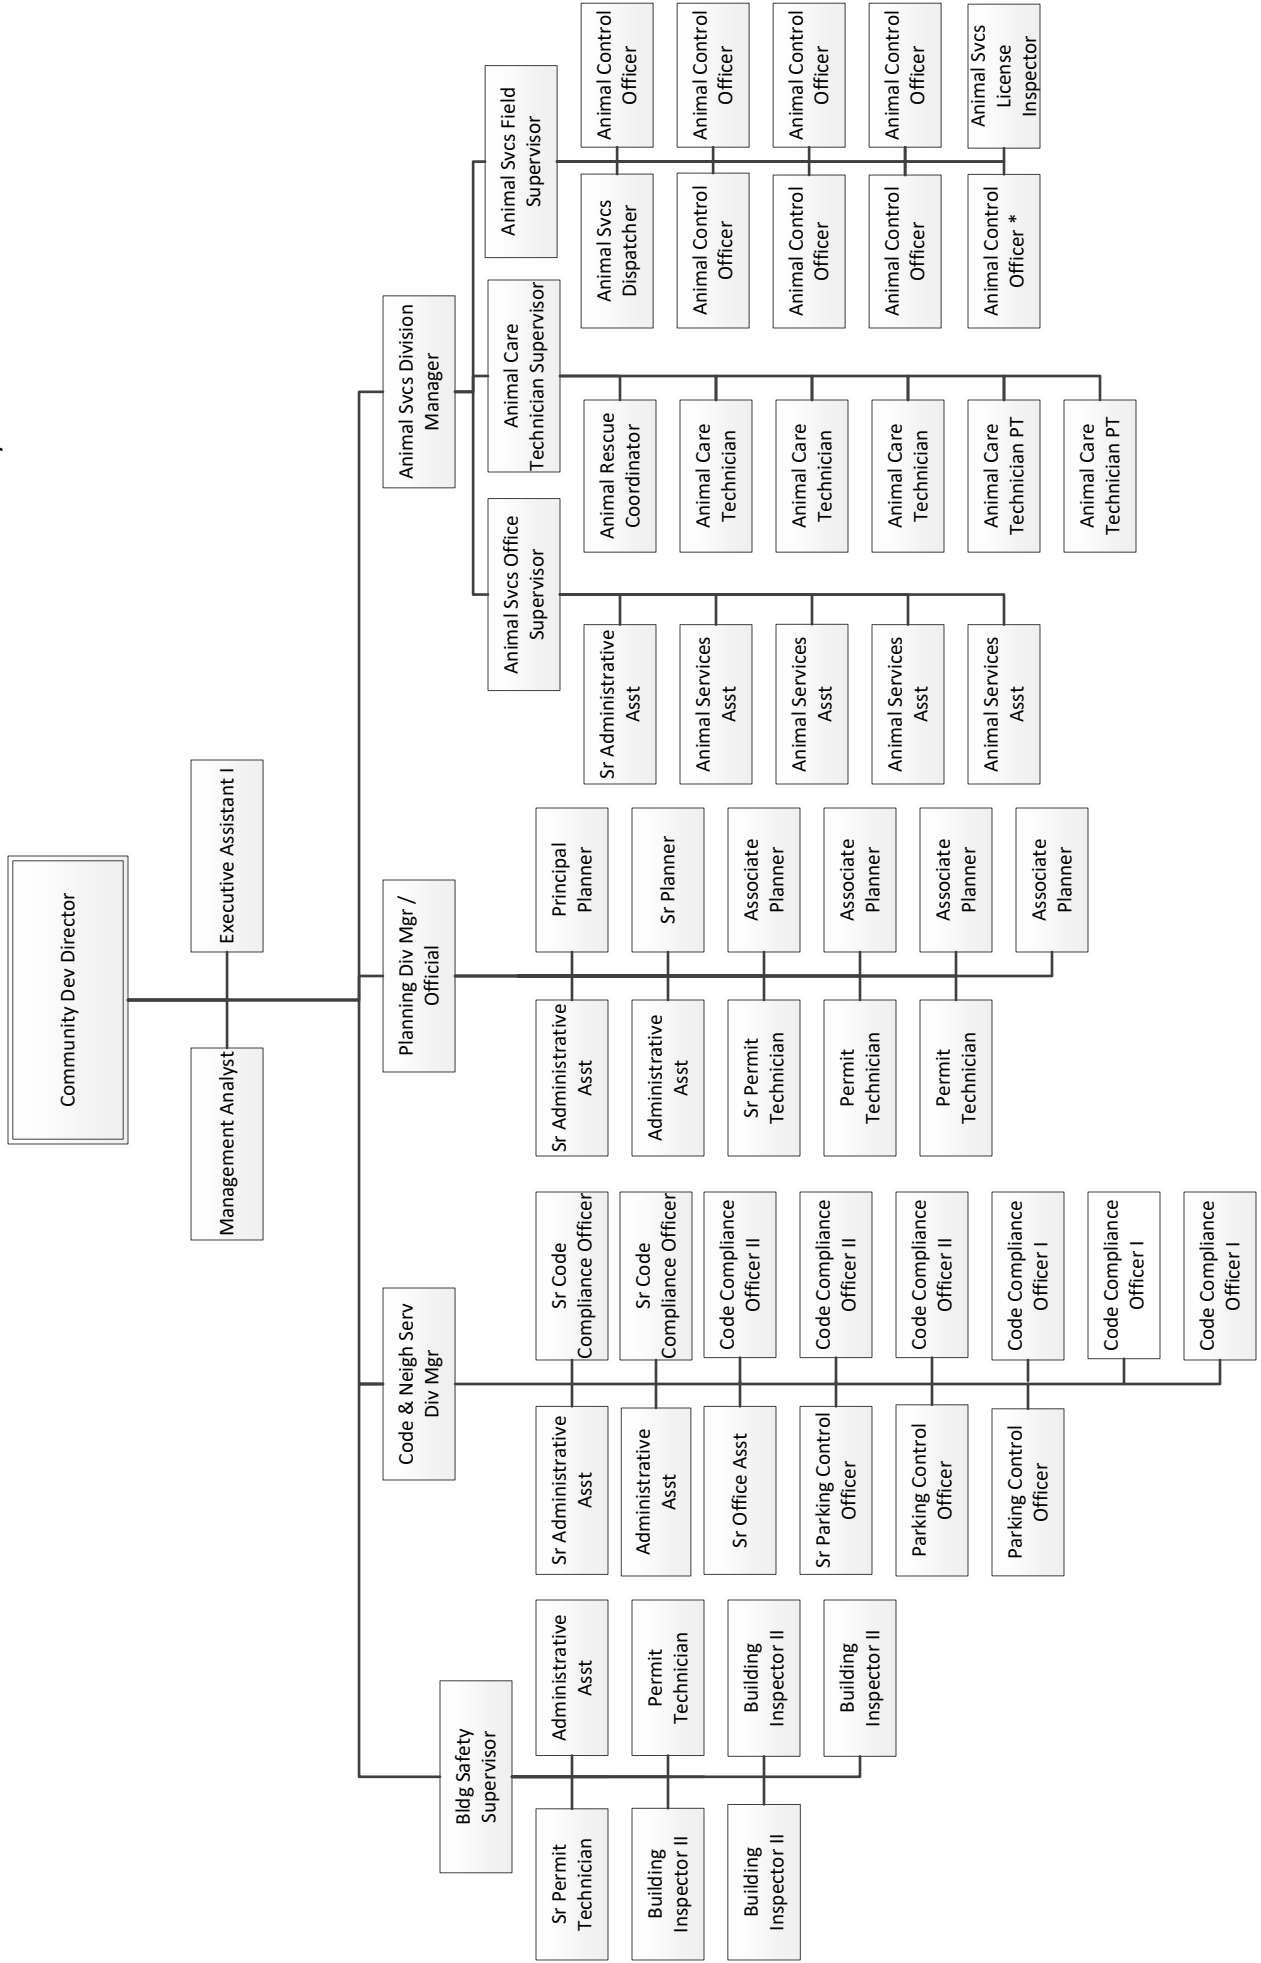 Community Dev Director
Management Analyst
Executive Assistant I
Bldg Safety
Supervisor
Sr Permit
Technician
Administrative
Asst
Building
Inspector II
Permit
Technician
Building
Inspector II
Building
Inspector II
Building
Inspector II
Code & Neigh Serv
Div Mgr
Sr Administrative
Asst
Sr Code
Compliance Officer
Administrative
Asst
Sr Code
Compliance Officer
Sr Office Asst
Code Compliance
Officer II
Sr Parking Control
Officer
Code Compliance
Officer II
Parking Control
Officer
Code Compliance
Officer II
Parking Control
Officer
Code Compliance
Officer I
Code Compliance
Officer I
Code Compliance
Officer I
Planning Div Mgr /
Official
Sr Administrative
Asst
Principal
Planner
Administrative
Asst
Sr Planner
Sr Permit
Technician
Associate
Planner
Permit
Technician
Associate
Planner
Permit
Technician
Associate
Planner
Associate
Planner
Animal Svcs Division
Manager
Animal Svcs Office
Supervisor
Sr Administrative
Asst
Animal Services
Asst
Animal Services
Asst
Animal Services
Asst
Animal Services
Asst
Animal Care
Technician Supervisor
Animal Rescue
Coordinator
Animal Care
Technician
Animal Care
Technician
Animal Care
Technician
Animal Care
Technician PT
Animal Care
Technician PT
Animal Svcs Field
Supervisor
Animal Svcs
Dispatcher
Animal Control
Officer
Animal Control
Officer
Animal Control
Officer
Animal Control
Officer
Animal Control
Officer
Animal Control
Officer
Animal Control
Officer
Animal Control
Officer *
Animal Svcs
License
Inspector